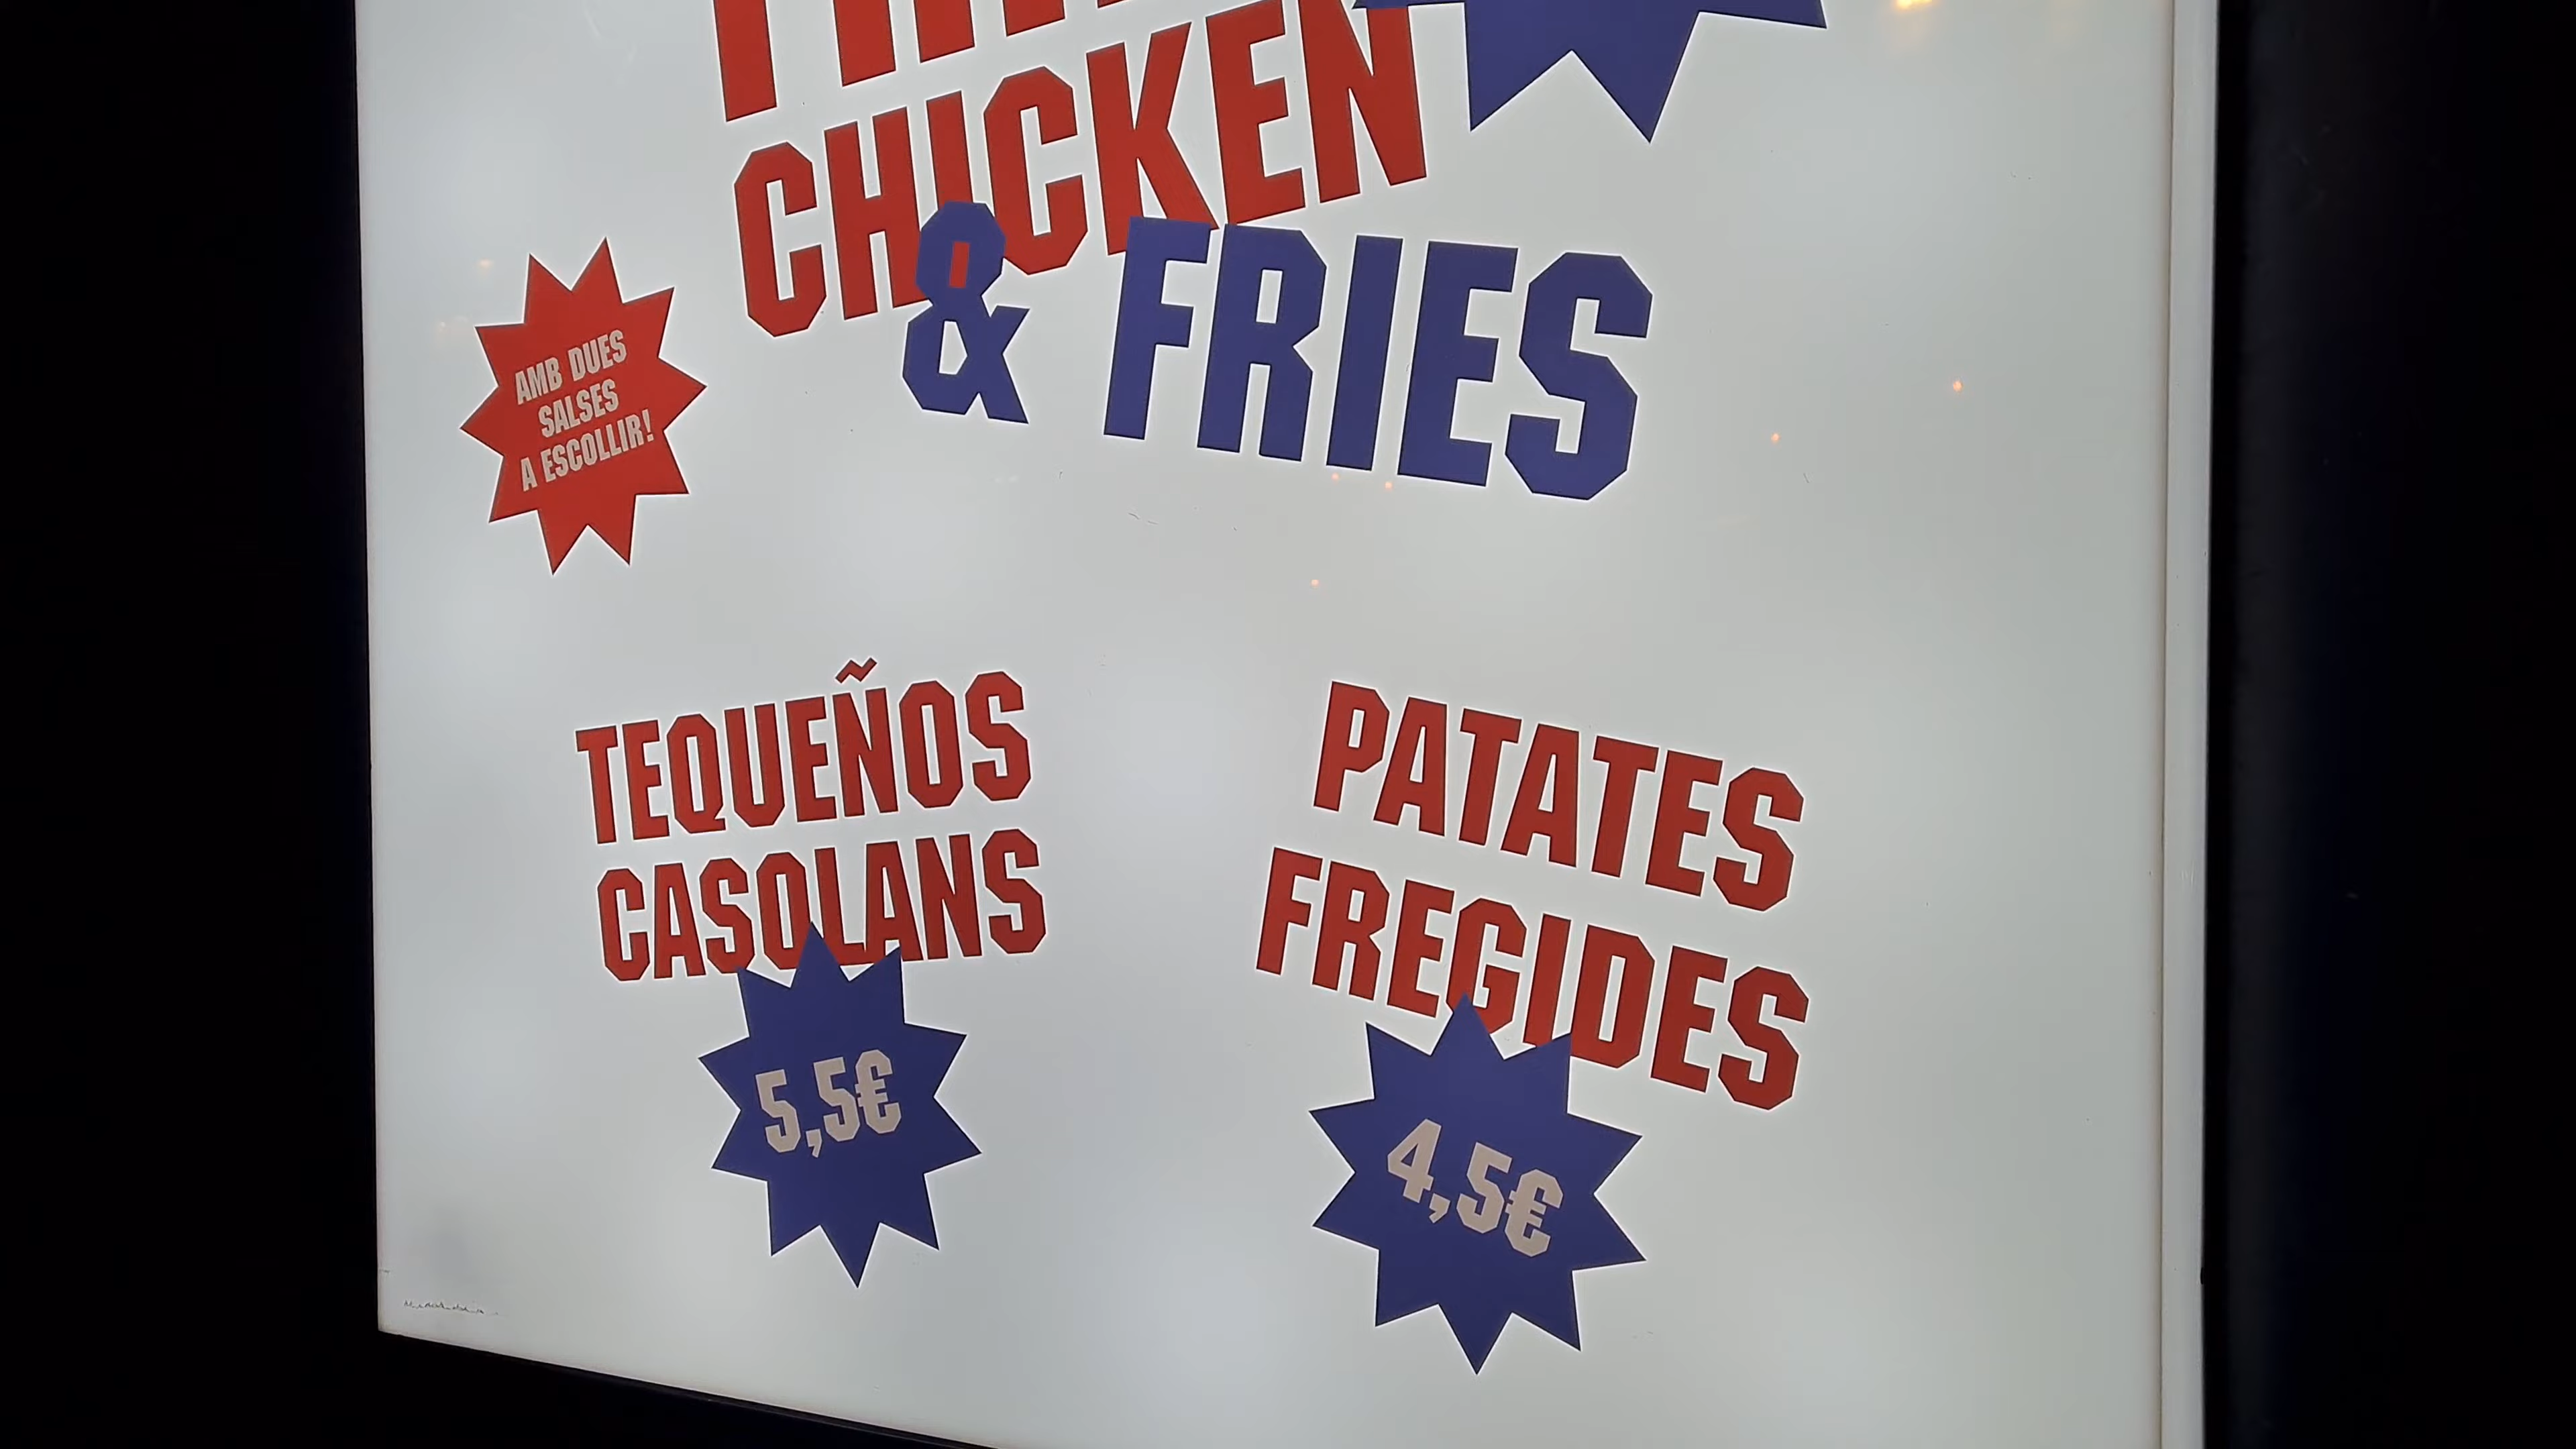 CHICKEN
& FRIES
AMB DUES
SALSES
A ESCOLLIR!
TEQUEÑOS
CASOLANS
5,5€
PATATES
FREGIDES
4,5€